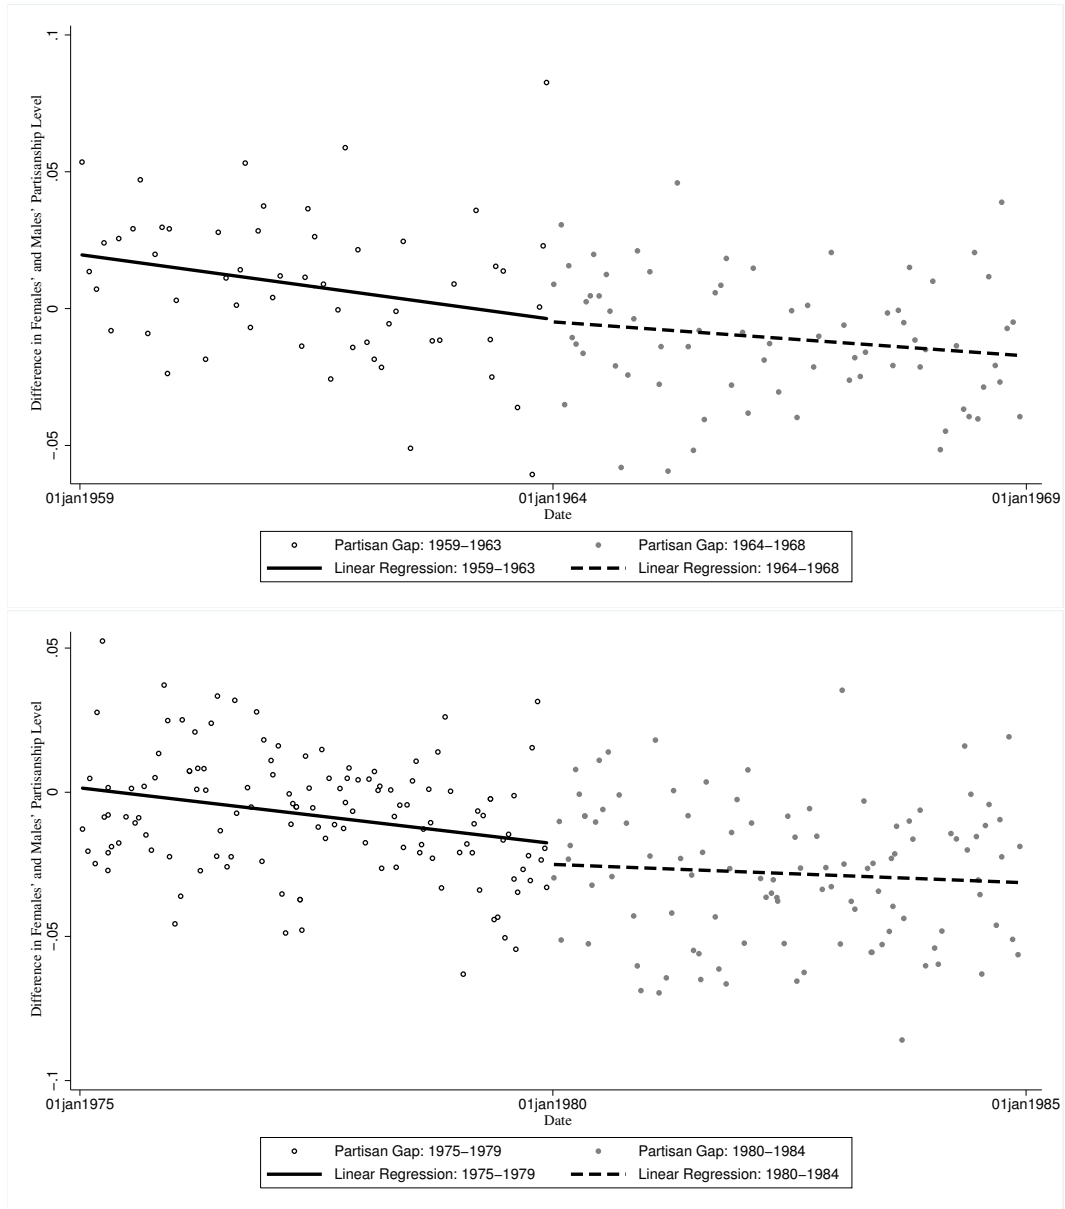 Difference in Females' and Males' Partisanship Level
.1
.05
0
−.05
01jan1959
01jan1964
01jan1969
Date
Partisan Gap: 1959−1963
Partisan Gap: 1964−1968
Linear Regression: 1959−1963
Linear Regression: 1964−1968
Difference in Females' and Males' Partisanship Level
.05
0
−.05
−.1
01jan1975
01jan1980
01jan1985
Date
Partisan Gap: 1975−1979
Partisan Gap: 1980−1984
Linear Regression: 1975−1979
Linear Regression: 1980−1984